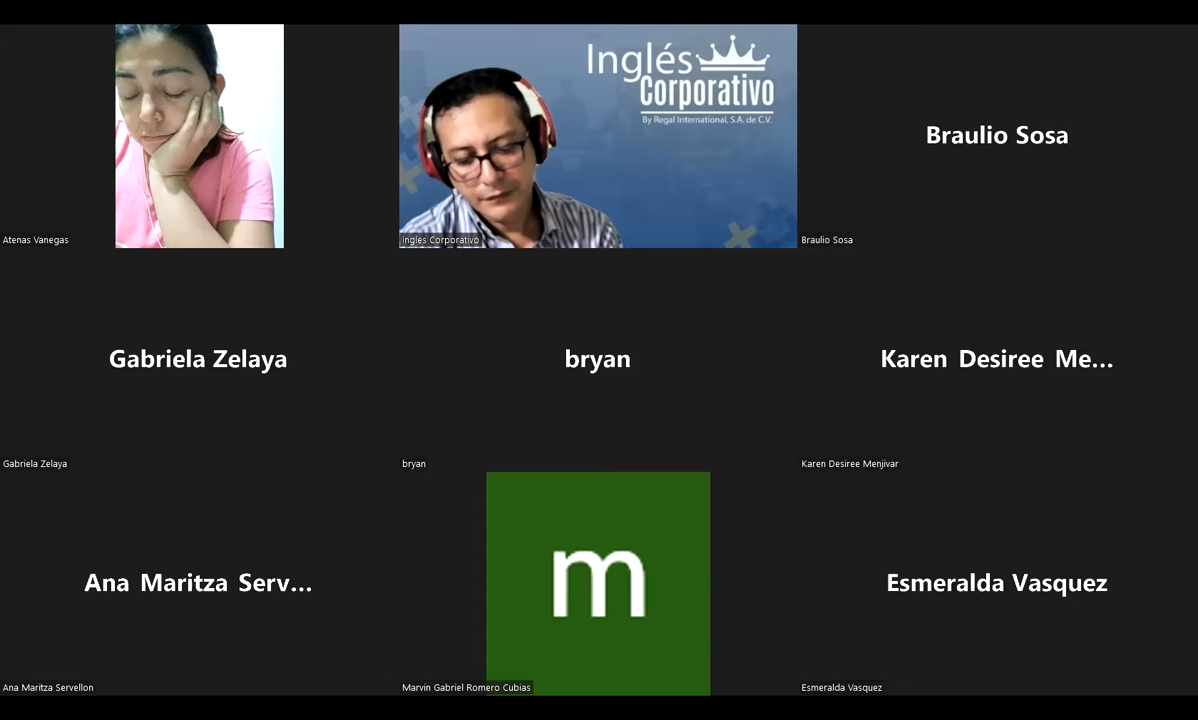 Inglés
Corporativo
By Regal International, S.A. de C.V.
Braulio Sosa
Atenas Vanegas
Ingles Corporativo
Braulio Sosa
Gabriela Zelaya
bryan
Karen Desiree Me...
Gabriela Zelaya
bryan
Karen Desiree Menjivar
Ana Maritza Serv...
m
Esmeralda Vasquez
Ana Maritza Servellon
Marvin Gabriel Romero Cubias
Esmeralda Vasquez